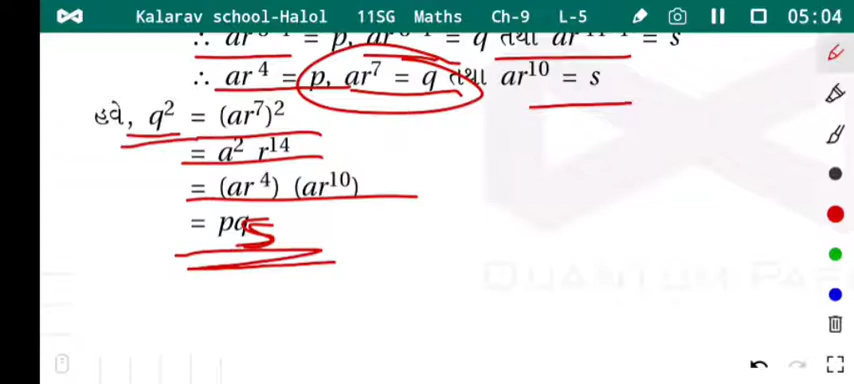 Kalarav school-Halol 11SG Maths Ch-9 L-5 05:04
∴ ar⁴ = p, ar⁷ = q તથા ar¹⁰ = s
હવે, q² = (ar⁷)²
= a² r¹⁴
= (ar⁴) (ar¹⁰)
= pqs